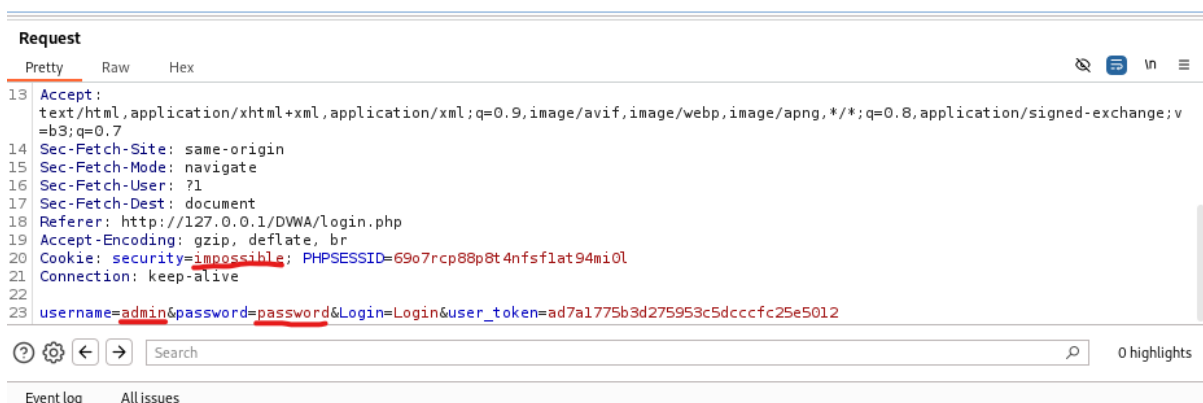 Request
Pretty Raw Hex \n
13 Accept:
text/html,application/xhtml+xml,application/xml;q=0.9,image/avif,image/webp,image/apng,*/*;q=0.8,application/signed-exchange;v
=b3;q=0.7
14 Sec-Fetch-Site: same-origin
15 Sec-Fetch-Mode: navigate
16 Sec-Fetch-User: ?1
17 Sec-Fetch-Dest: document
18 Referer: http://127.0.0.1/DVWA/login.php
19 Accept-Encoding: gzip, deflate, br
20 Cookie: security=impossible; PHPSESSID=69o7rcp88p8t4nfsf1at94mi0l
21 Connection: keep-alive
22
23 username=admin&password=password&Login=Login&user_token=ad7a1775b3d275953c5dcccfc25e5012
Search 0 highlights
Event log All issues